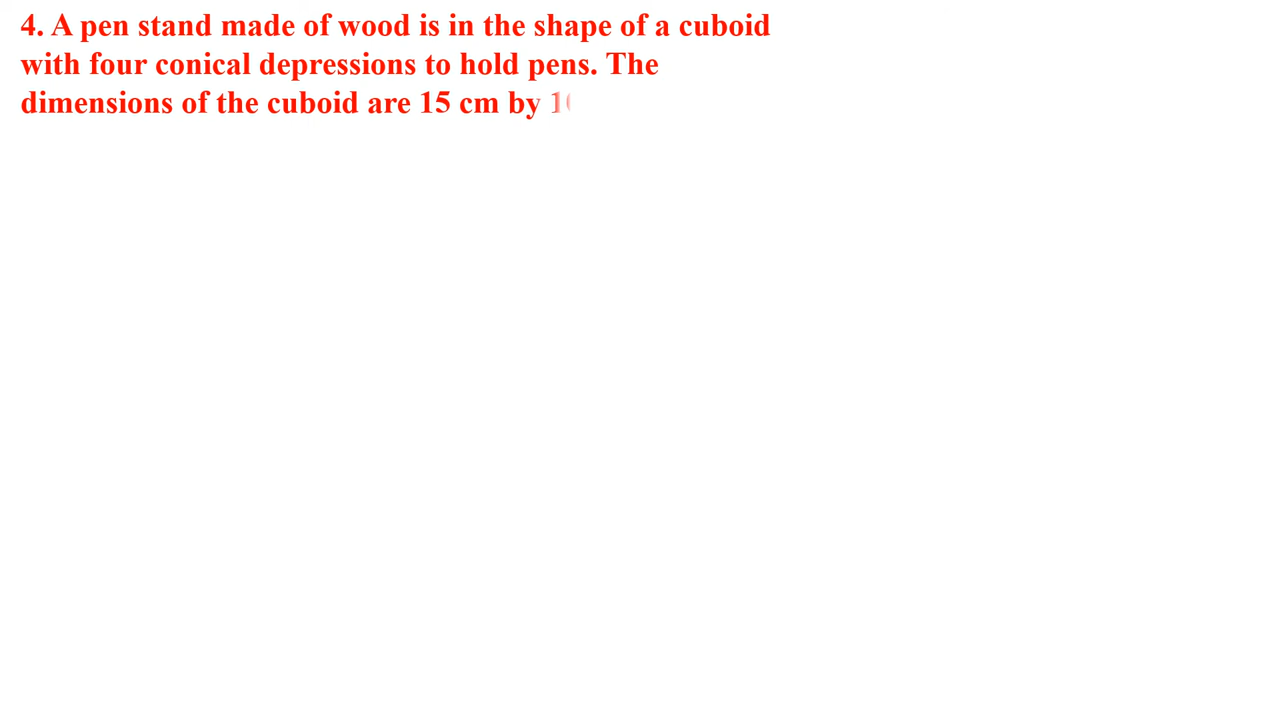 4. A pen stand made of wood is in the shape of a cuboid
with four conical depressions to hold pens. The
dimensions of the cuboid are 15 cm by